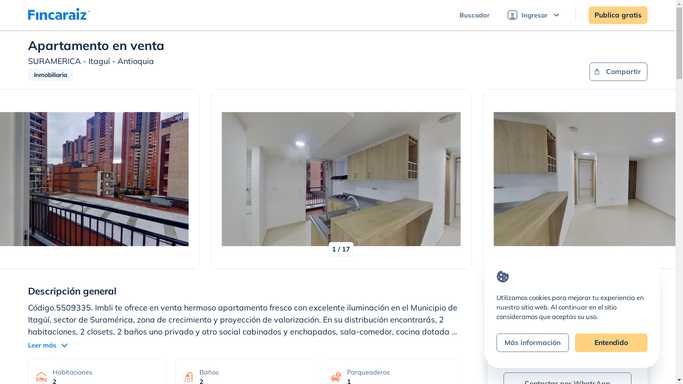 Fincaraiz
Buscador
Ingresar
Publica gratis
Apartamento en venta
SURAMERICA - Itaguí - Antioquia
Inmobiliaria
Compartir
1 / 17
Descripción general
Código.5509335. Imbli te ofrece en venta hermoso apartamento fresco con excelente iluminación en el Municipio de
Itagüí, sector de Suramérica, zona de crecimiento y proyección de valorización. En su distribución encontrarás, 2
habitaciones, 2 closets, 2 baños uno privado y otro social cabinados y enchapados, sala-comedor, cocina dotada ...
Leer más
Habitaciones
2
Baños
2
Parqueaderos
1
Utilizamos cookies para mejorar tu experiencia en
nuestro sitio web. Al continuar en el sitio
consideramos que aceptas su uso.
Más información
Entendido
Contactar por WhatsApp